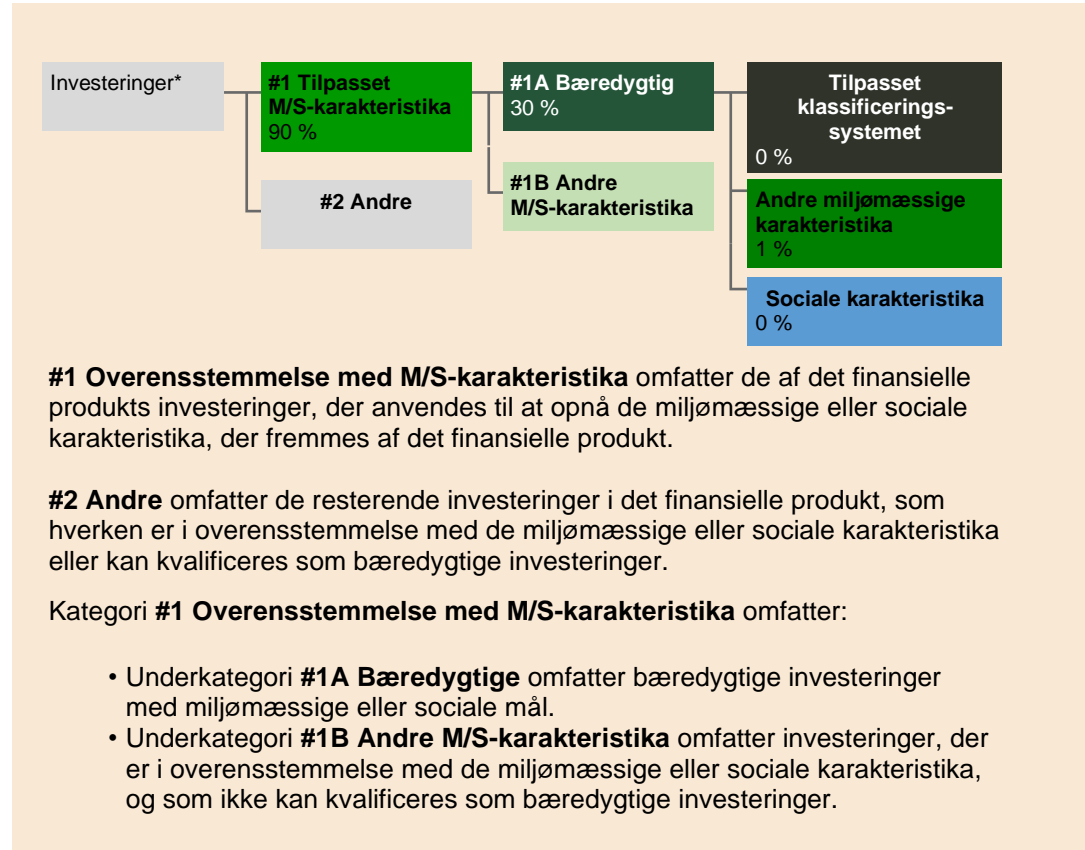 Investeringer*
#1 Tilpasset
M/S-karakteristika
90 %
#2 Andre
#1A Bæredygtig
30 %
#1B Andre
M/S-karakteristika
Tilpasset
klassificerings-
systemet
0 %
Andre miljømæssige
karakteristika
1 %
Sociale karakteristika
0 %
#1 Overensstemmelse med M/S-karakteristika omfatter de af det finansielle
produkts investeringer, der anvendes til at opnå de miljømæssige eller sociale
karakteristika, der fremmes af det finansielle produkt.
#2 Andre omfatter de resterende investeringer i det finansielle produkt, som
hverken er i overensstemmelse med de miljømæssige eller sociale karakteristika
eller kan kvalificeres som bæredygtige investeringer.
Kategori #1 Overensstemmelse med M/S-karakteristika omfatter:
• Underkategori #1A Bæredygtige omfatter bæredygtige investeringer
med miljømæssige eller sociale mål.
• Underkategori #1B Andre M/S-karakteristika omfatter investeringer, der
er i overensstemmelse med de miljømæssige eller sociale karakteristika,
og som ikke kan kvalificeres som bæredygtige investeringer.